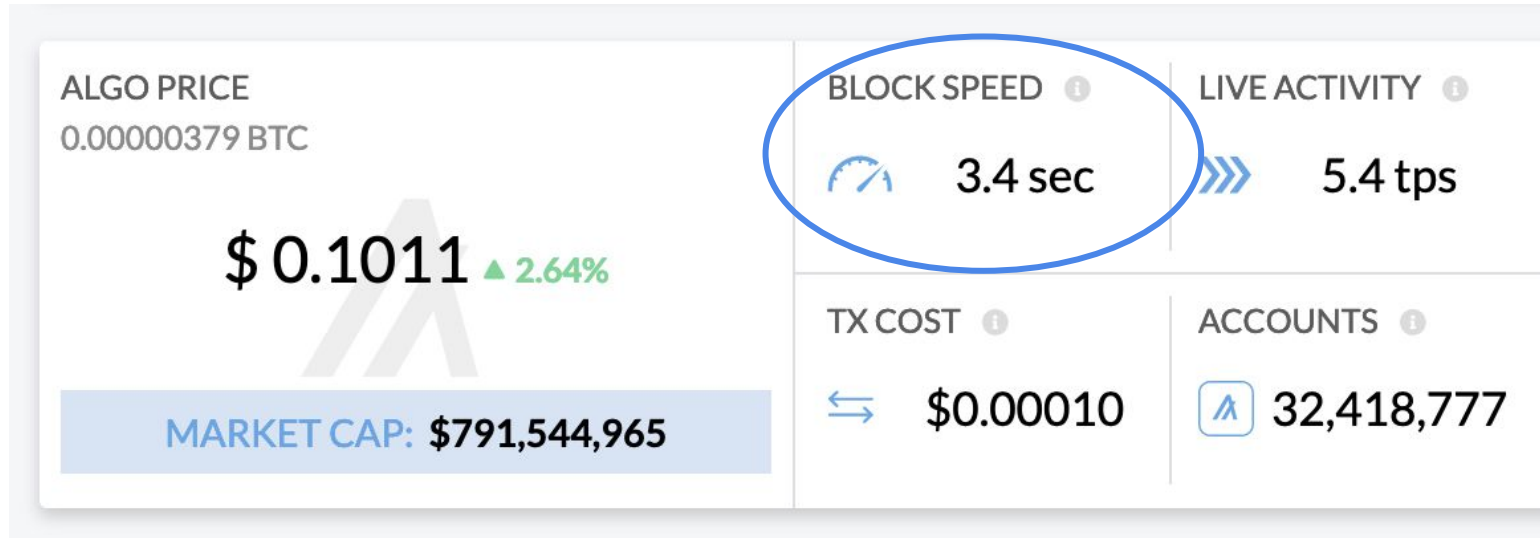 ALGO PRICE
0.00000379 BTC
$ 0.1011 ▲ 2.64%
MARKET CAP: $791,544,965
BLOCK SPEED
3.4 sec
LIVE ACTIVITY
5.4 tps
TX COST
$0.00010
ACCOUNTS
32,418,777